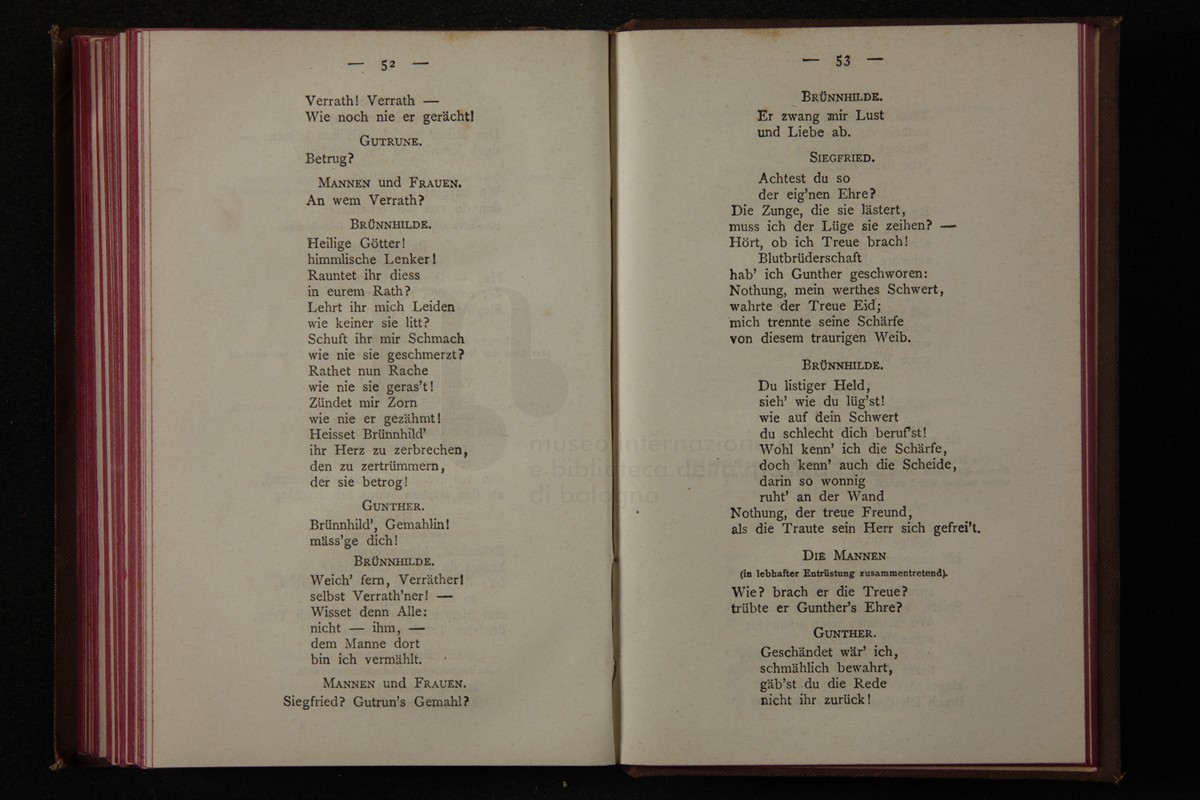 — 52 —
Verrath! Verrath —
Wie noch nie er gerächt!
GUTRUNE.
Betrug?
MANNEN und FRAUEN.
An wem Verrath?
BRÜNNHILDE.
Heilige Götter!
himmlische Lenker!
Rauntet ihr diess
in eurem Rath?
Lehrt ihr mich Leiden
wie keiner sie litt?
Schuft ihr mir Schmach
wie nie sie geschmerzt?
Rathet nun Rache
wie nie sie geras't!
Zündet mir Zorn
wie nie er gezähmt!
Heisset Brünnhild'
ihr Herz zu zerbrechen,
den zu zertrümmern,
der sie betrog!
GUNTHER.
Brünnhild', Gemahlin!
mäss'ge dich!
BRÜNNHILDE.
Weich' fern, Verräther!
selbst Verrath'ner! —
Wisset denn Alle:
nicht — ihm, —
dem Manne dort
bin ich vermählt.
MANNEN und FRAUEN.
Siegfried? Gutrun's Gemahl?
— 53 —
BRÜNNHILDE.
Er zwang mir Lust
und Liebe ab.
SIEGFRIED.
Achtest du so
der eig'nen Ehre?
Die Zunge, die sie lästert,
muss ich der Lüge sie zeihen? —
Hört, ob ich Treue brach!
Blutbrüderschaft
hab' ich Gunther geschworen:
Nothung, mein werthes Schwert,
wahrte der Treue Eid;
mich trennte seine Schärfe
von diesem traurigen Weib.
BRÜNNHILDE.
Du listiger Held,
sieh' wie du lüg'st!
wie auf dein Schwert
du schlecht dich beruf'st!
Wohl kenn' ich die Schärfe,
doch kenn' auch die Scheide,
darin so wonnig
ruht' an der Wand
Nothung, der treue Freund,
als die Traute sein Herr sich gefrei't.
DIE MANNEN
(in lebhafter Entrüstung zusammentretend).
Wie? brach er die Treue?
trübte er Gunther's Ehre?
GUNTHER.
Geschändet wär' ich,
schmählich bewahrt,
gäb'st du die Rede
nicht ihr zurück!
museo internazion
e biblioteca della m
di bologna